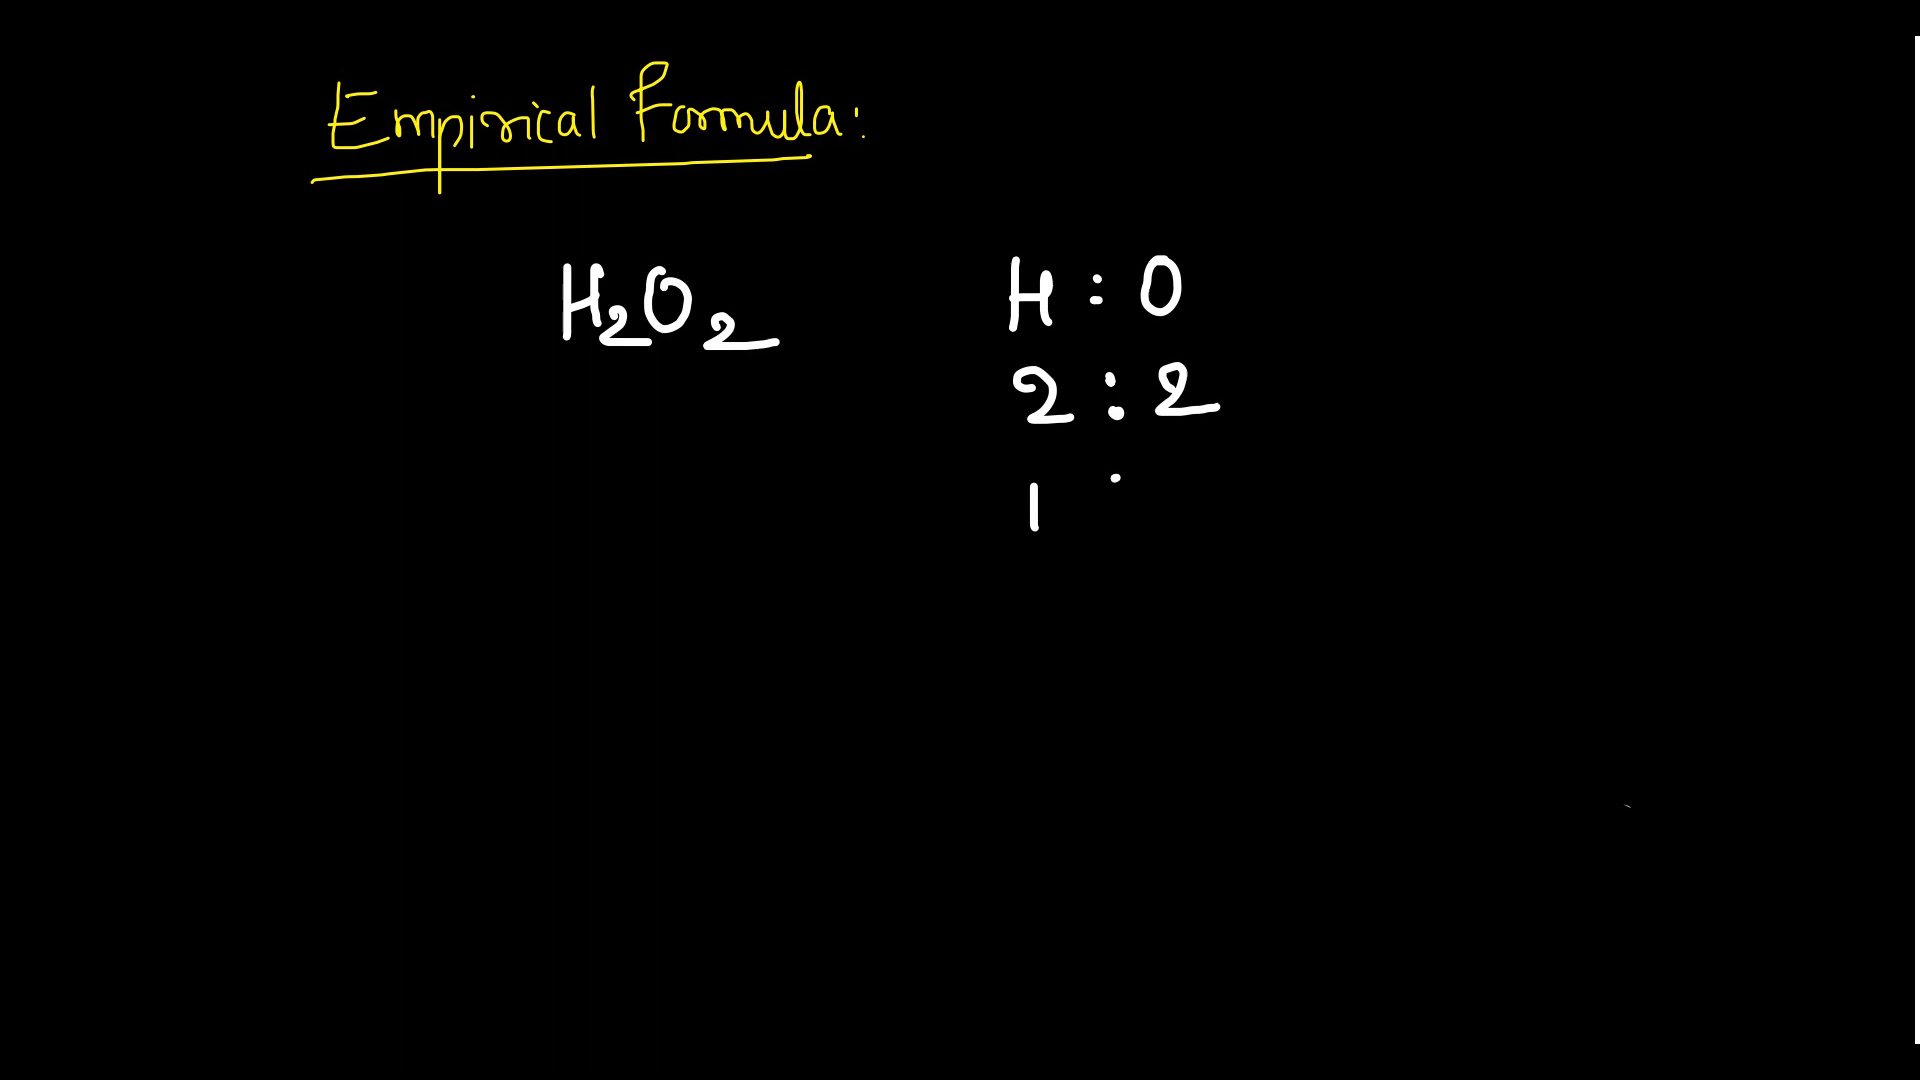 Empirical Formula:
H₂O₂
H : O
2 : 2
1 .